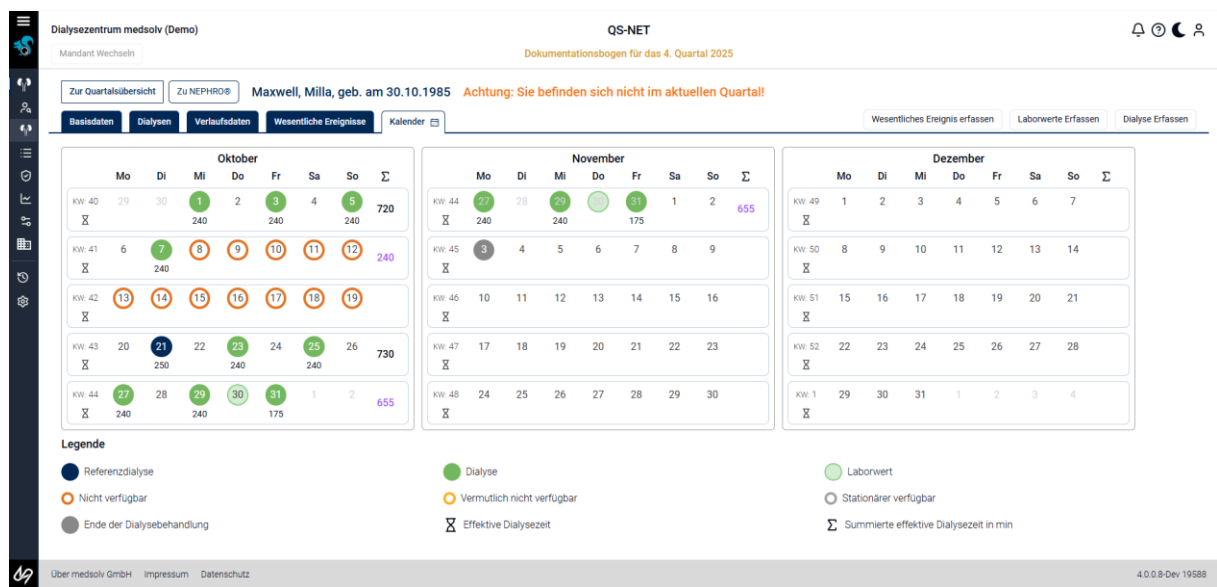 Dialysezentrum medsolv (Demo)
QS-NET
Mandant Wechseln
Dokumentationsbogen für das 4. Quartal 2025
Zur Quartalsübersicht
Zu NEPHRO®
Maxwell, Milla, geb. am 30.10.1985
Achtung: Sie befinden sich nicht im aktuellen Quartal!
Basisdaten
Dialysen
Verlaufsdaten
Wesentliche Ereignisse
Kalender
Wesentliches Ereignis erfassen
Laborwerte Erfassen
Dialyse Erfassen
Oktober
Mo Di Mi Do Fr Sa So Σ
KW: 40 29 30 1 2 3 4 5 720
240 240 240
KW: 41 6 7 8 9 10 11 12 240
240
KW: 42 13 14 15 16 17 18 19
KW: 43 20 21 22 23 24 25 26 730
250 240 240
KW: 44 27 28 29 30 31 1 2 655
240 240 175
November
Mo Di Mi Do Fr Sa So Σ
KW: 44 27 28 29 30 31 1 2 655
240 240 175
KW: 45 3 4 5 6 7 8 9
KW: 46 10 11 12 13 14 15 16
KW: 47 17 18 19 20 21 22 23
KW: 48 24 25 26 27 28 29 30
Dezember
Mo Di Mi Do Fr Sa So Σ
KW: 49 1 2 3 4 5 6 7
KW: 50 8 9 10 11 12 13 14
KW: 51 15 16 17 18 19 20 21
KW: 52 22 23 24 25 26 27 28
KW: 1 29 30 31 1 2 3 4
Legende
Referenzdialyse
Dialyse
Laborwert
Nicht verfügbar
Vermutlich nicht verfügbar
Stationärer verfügbar
Ende der Dialysebehandlung
Effektive Dialysezeit
Σ Summierte effektive Dialysezeit in min
Über medsolv GmbH Impressum Datenschutz
4.0.0.8-Dev 19588